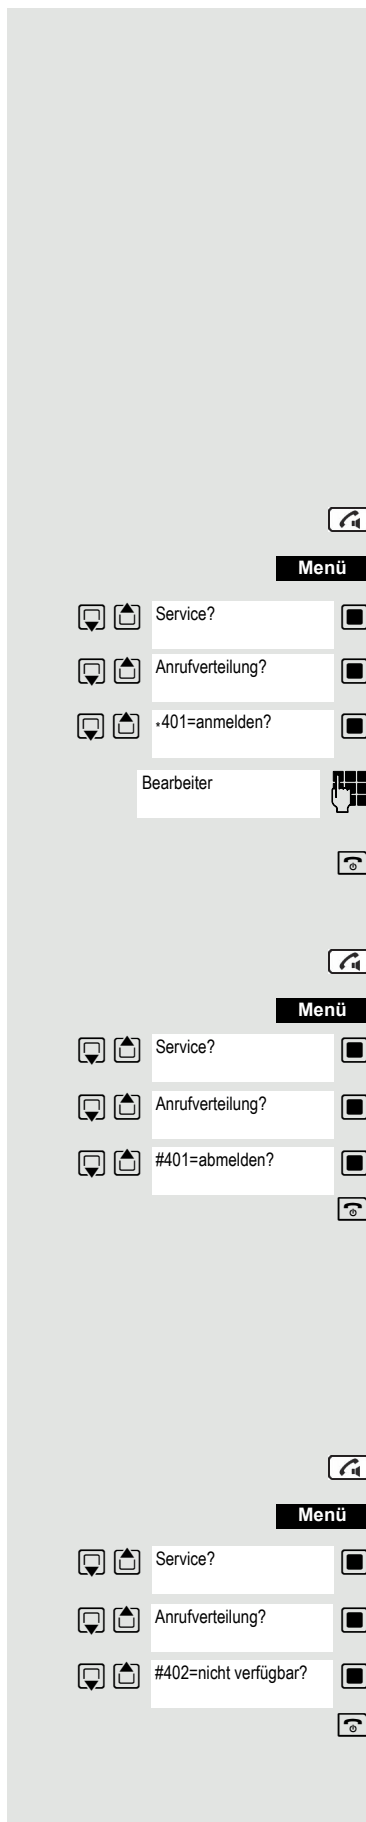 Menü
Service?
Anrufverteilung?
*401=anmelden?
Bearbeiter
Menü
Service?
Anrufverteilung?
#401=abmelden?
Menü
Service?
Anrufverteilung?
#402=nicht verfügbar?